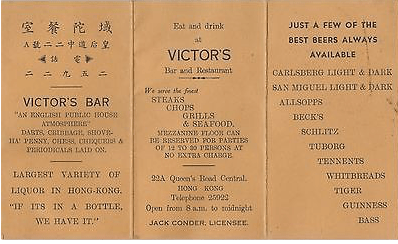 域陀餐室
皇后道中二二號A
電話
二五九二二
VICTOR'S BAR
"AN ENGLISH PUBLIC HOUSE
ATMOSPHERE"
DARTS, CRIBBAGE, SHOVE-
HA' PENNY, CHESS, CHEQUERS &
PERIODICALS LAID ON.
LARGEST VARIETY OF
LIQUOR IN HONG-KONG.
"IF ITS IN A BOTTLE,
WE HAVE IT."
Eat and drink
at
VICTOR'S
Bar and Restaurant
We serve the finest
STEAKS
CHOPS
GRILLS
& SEAFOOD,
MEZZANINE FLOOR CAN
BE RESERVED FOR PARTIES
OF 12 TO 30 PERSONS AT
NO EXTRA CHARGE.
22A Queen's Road Central.
HONG KONG
Telephone 25922
Open from 8 a.m. to midnight
JACK CONDER, LICENSEE.
JUST A FEW OF THE
BEST BEERS ALWAYS
AVAILABLE
CARLSBERG LIGHT & DARK
SAN MIGUEL LIGHT & DARK
ALLSOPPS
BECK'S
SCHLITZ
TUBORG
TENNENTS
WHITBREADS
TIGER
GUINNESS
BASS